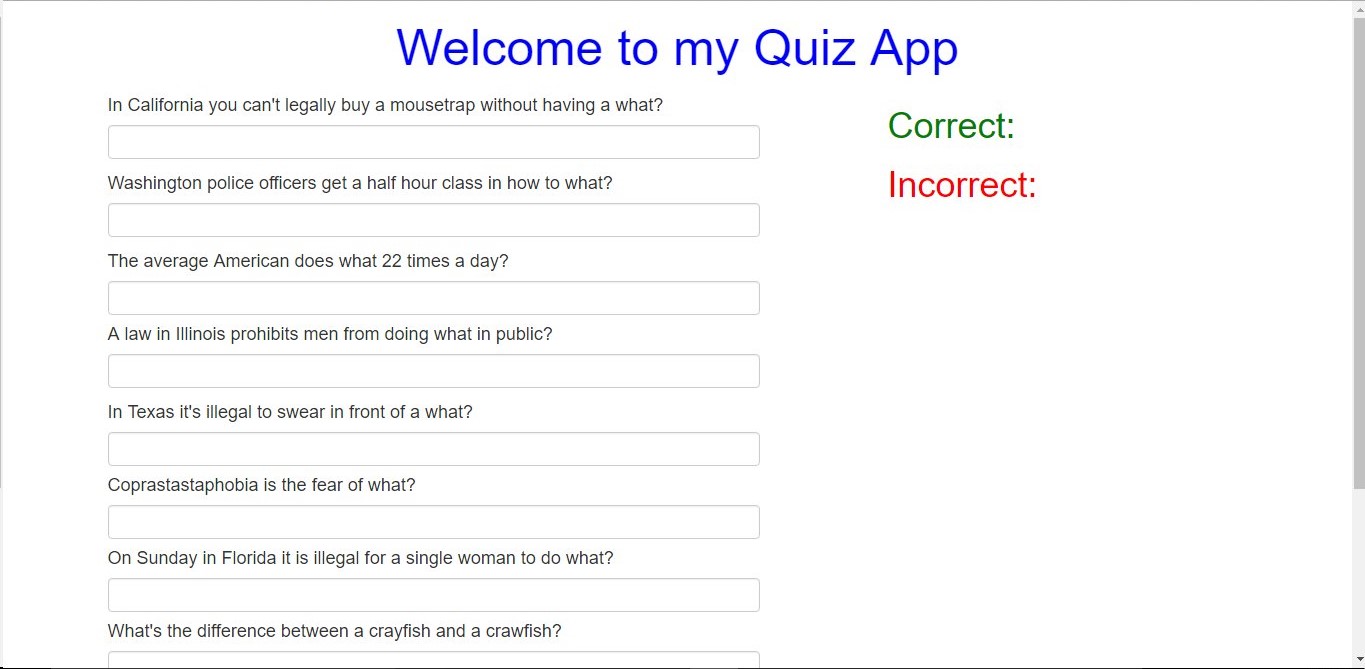 Welcome to my Quiz App
In California you can't legally buy a mousetrap without having a what?
Washington police officers get a half hour class in how to what?
The average American does what 22 times a day?
A law in Illinois prohibits men from doing what in public?
In Texas it's illegal to swear in front of a what?
Coprastastaphobia is the fear of what?
On Sunday in Florida it is illegal for a single woman to do what?
What's the difference between a crayfish and a crawfish?
Correct:
Incorrect: